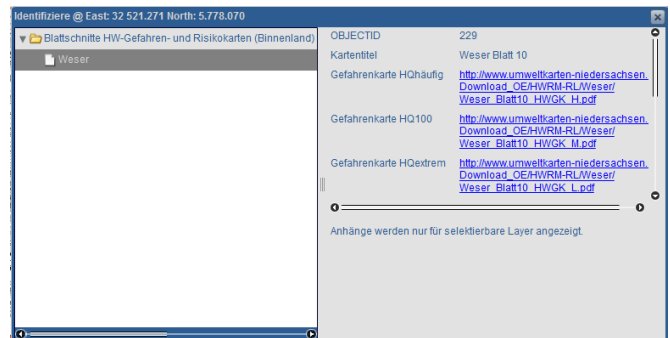 Identifiziere @ East: 32 521.271 North: 5.778.070
Blattschnitte HW-Gefahren- und Risikokarten (Binnenland)
Weser
OBJECTID 229
Kartentitel Weser Blatt 10
Gefahrenkarte HQhäufig http://www.umweltkarten-niedersachsen.
Download_OE/HWRM-RL/Weser/
Weser_Blatt10_HWGK_H.pdf
Gefahrenkarte HQ100 http://www.umweltkarten-niedersachsen.
Download_OE/HWRM-RL/Weser/
Weser_Blatt10_HWGK_M.pdf
Gefahrenkarte HQextrem http://www.umweltkarten-niedersachsen.
Download_OE/HWRM-RL/Weser/
Weser_Blatt10_HWGK_L.pdf
Anhänge werden nur für selektierbare Layer angezeigt.